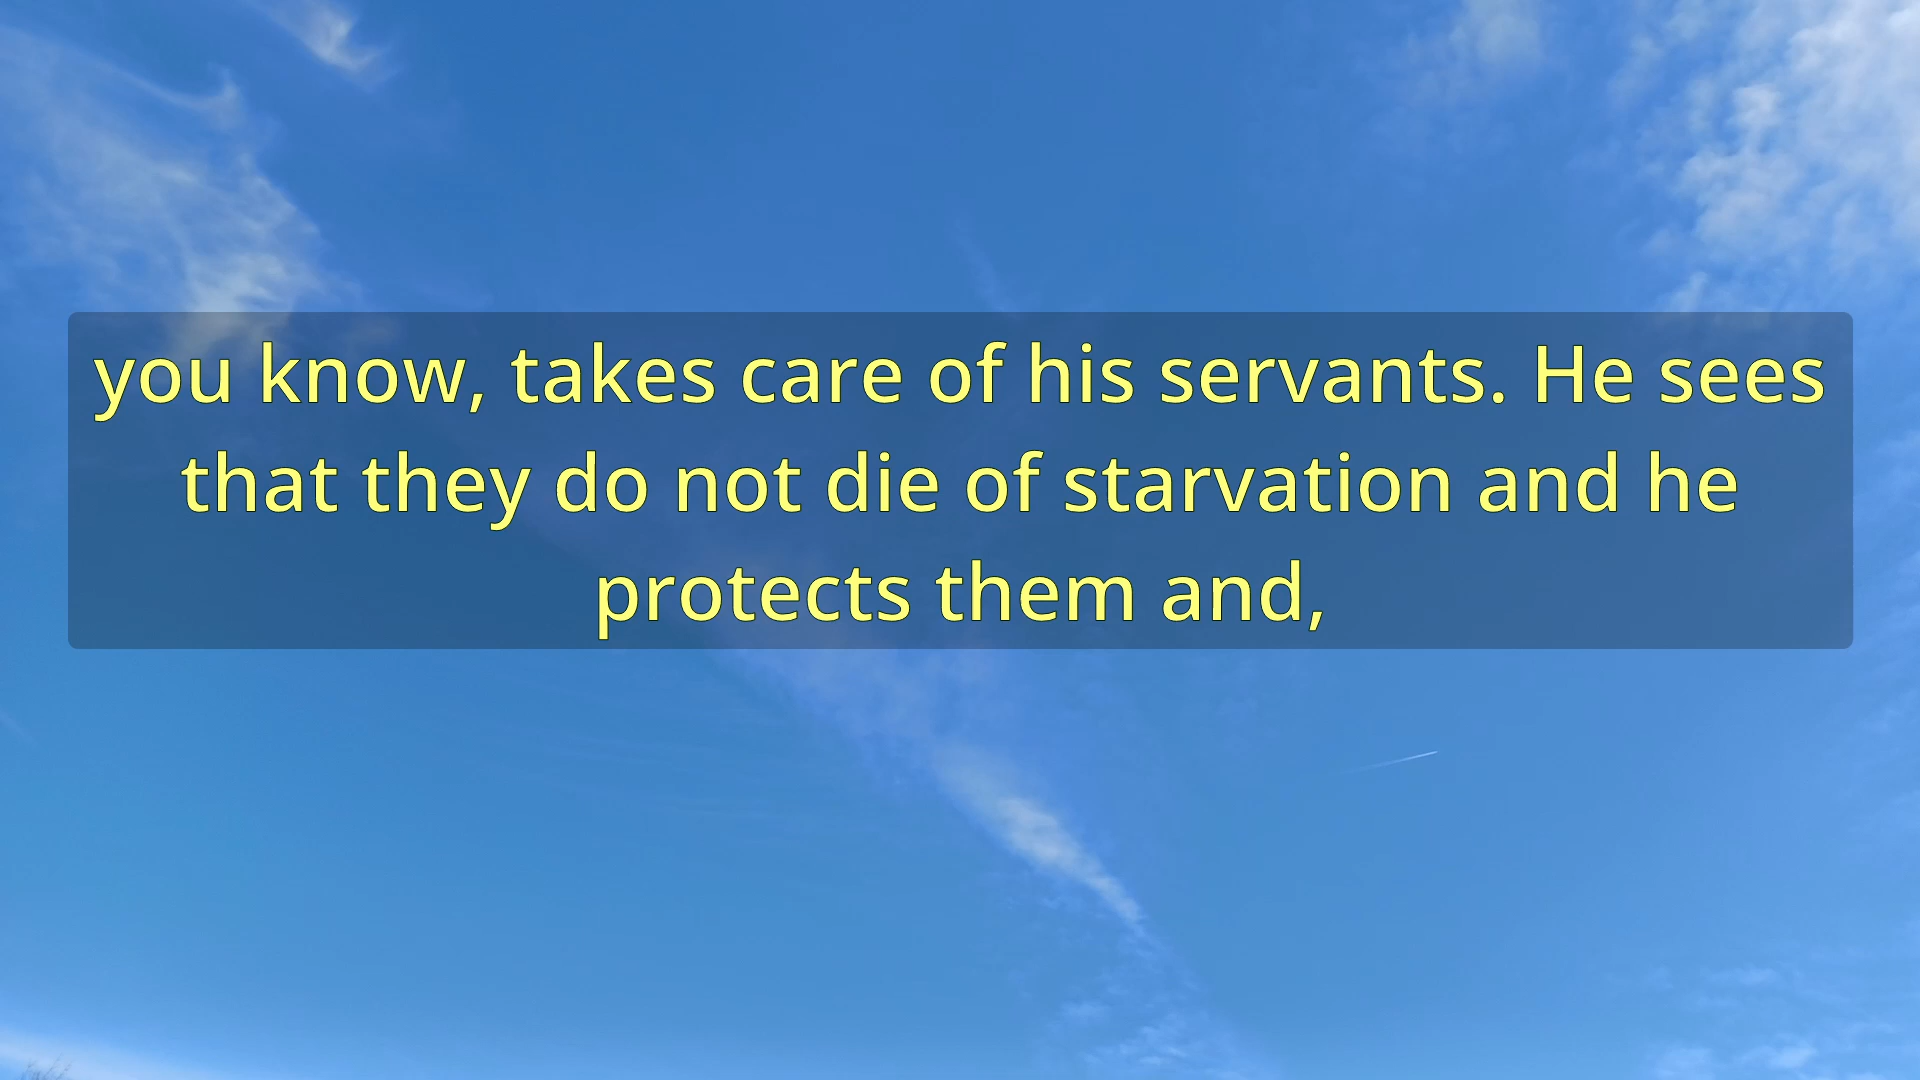 you know, takes care of his servants. He sees
that they do not die of starvation and he
protects them and,